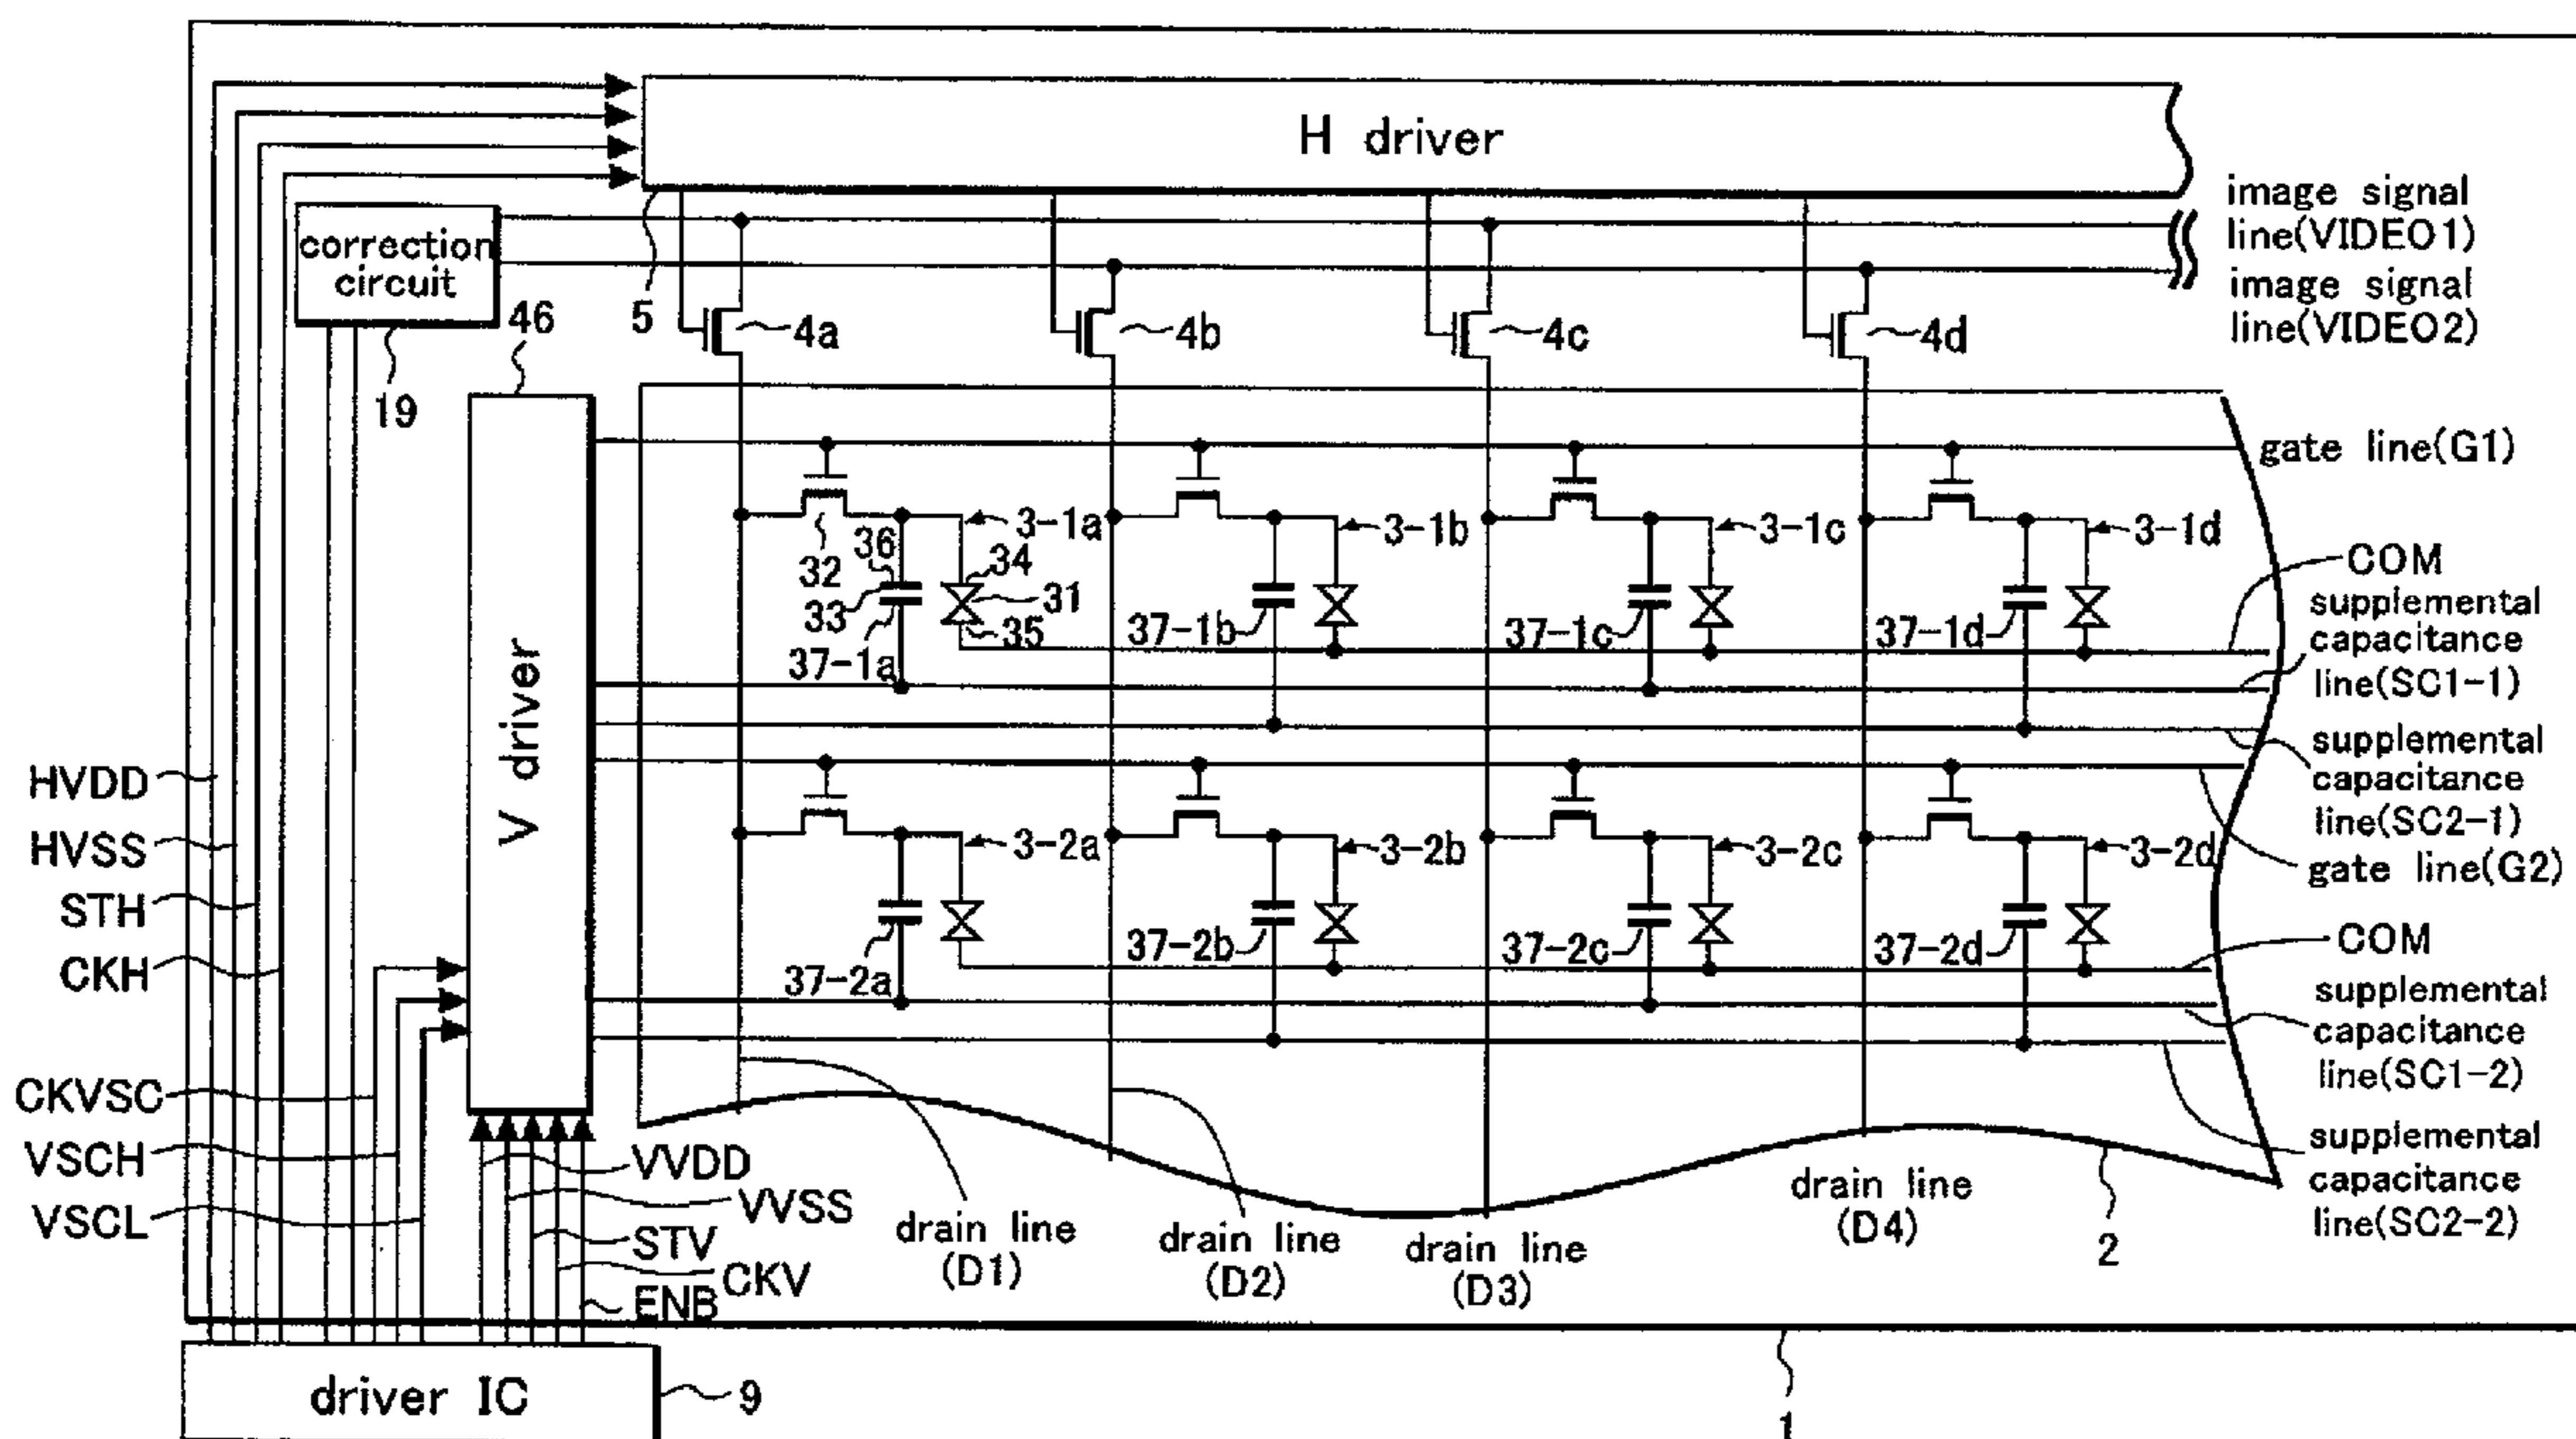 H driver
image signal
line(VIDEO1)
image signal
line(VIDEO2)
correction
circuit
19
46
5
4a
4b
4c
4d
V driver
gate line(G1)
3-1a
3-1b
3-1c
3-1d
32
36
33
34
31
35
37-1a
37-1b
37-1c
37-1d
COM
supplemental
capacitance
line(SC1-1)
supplemental
capacitance
line(SC2-1)
gate line(G2)
3-2a
3-2b
3-2c
3-2d
37-2a
37-2b
37-2c
37-2d
COM
supplemental
capacitance
line(SC1-2)
supplemental
capacitance
line(SC2-2)
HVDD
HVSS
STH
CKH
CKVSC
VSCH
VSCL
VVDD
VVSS
STV
CKV
ENB
drain line
(D1)
drain line
(D2)
drain line
(D3)
drain line
(D4)
2
driver IC
9
1